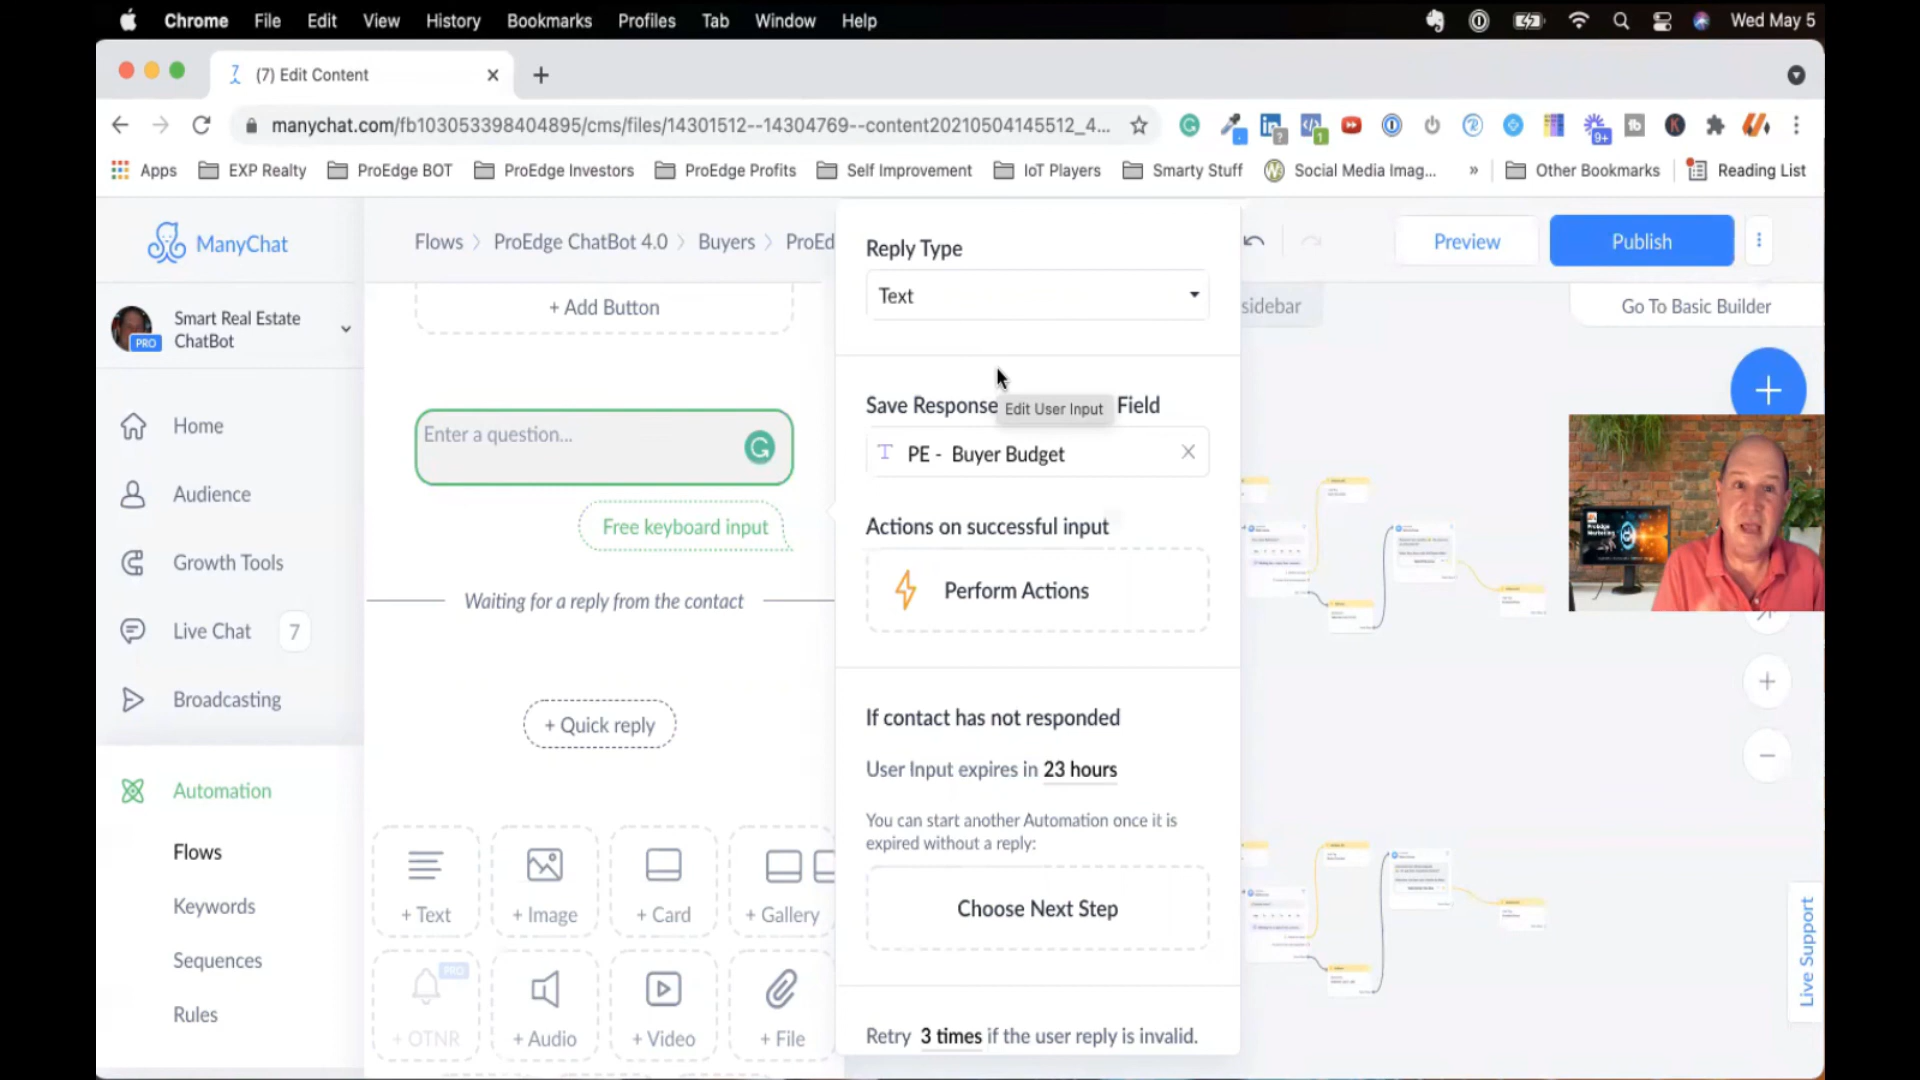 Chrome File Edit View History Bookmarks Profiles Tab Window Help Wed May 5
(7) Edit Content
manychat.com/fb103053398404895/cms/files/14301512--14304769--content20210504145512_4...
Apps EXP Realty ProEdge BOT ProEdge Investors ProEdge Profits Self Improvement IoT Players Smarty Stuff Social Media Imag... » Other Bookmarks Reading List
ManyChat
Flows ProEdge ChatBot 4.0 Buyers ProEd
Preview
Publish
Smart Real Estate
ChatBot
PRO
Home
Audience
Growth Tools
Live Chat 7
Broadcasting
Automation
Flows
Keywords
Sequences
Rules
+ Add Button
Enter a question...
Free keyboard input
Waiting for a reply from the contact
+ Quick reply
+ Text + Image + Card + Gallery
PRO
+ OTNR + Audio + Video + File
Reply Type
Text
Save Response Field
Edit User Input
T PE - Buyer Budget
Actions on successful input
Perform Actions
If contact has not responded
User Input expires in 23 hours
You can start another Automation once it is
expired without a reply:
Choose Next Step
Retry 3 times if the user reply is invalid.
sidebar
Go To Basic Builder
Live Support